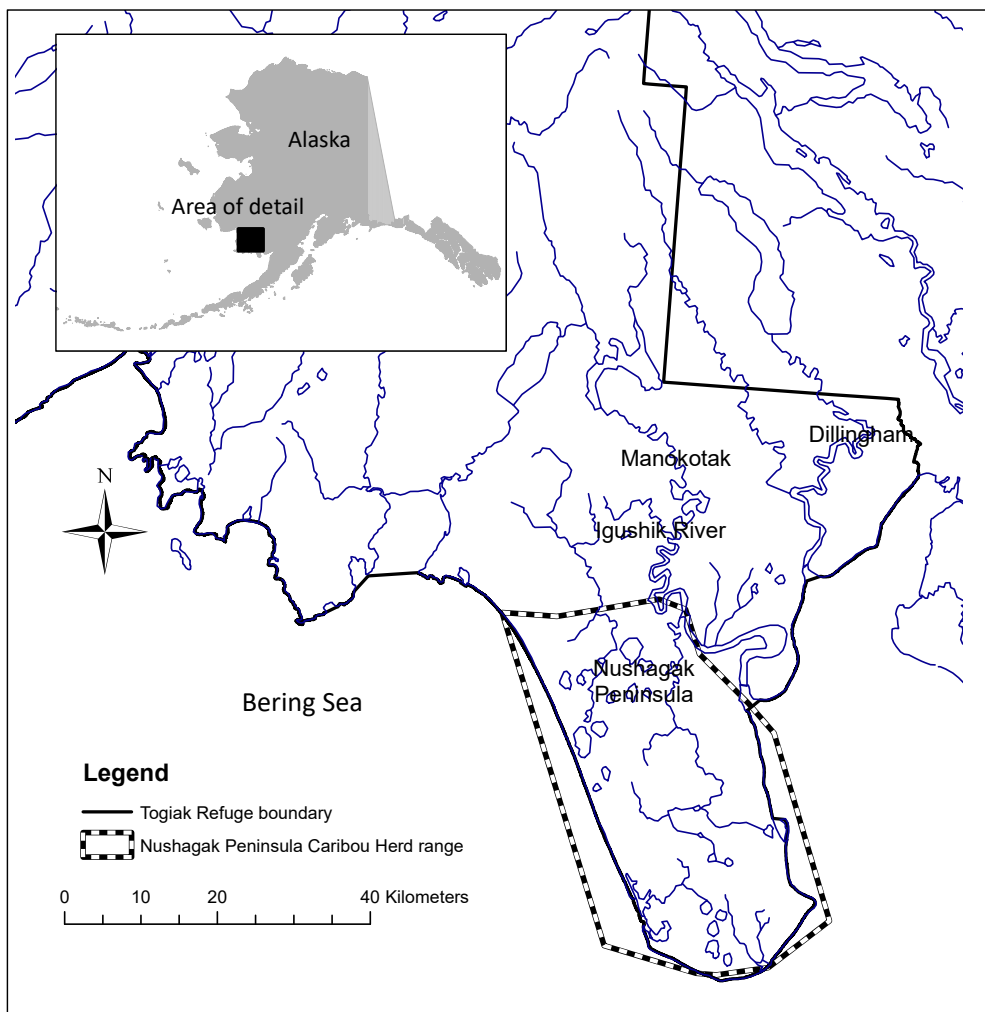 Alaska
Area of detail
Dillingham
Manokotak
N
Igushik River
Nushagak
Peninsula
Bering Sea
Legend
Togiak Refuge boundary
Nushagak Peninsula Caribou Herd range
0 10 20 30 40 Kilometers